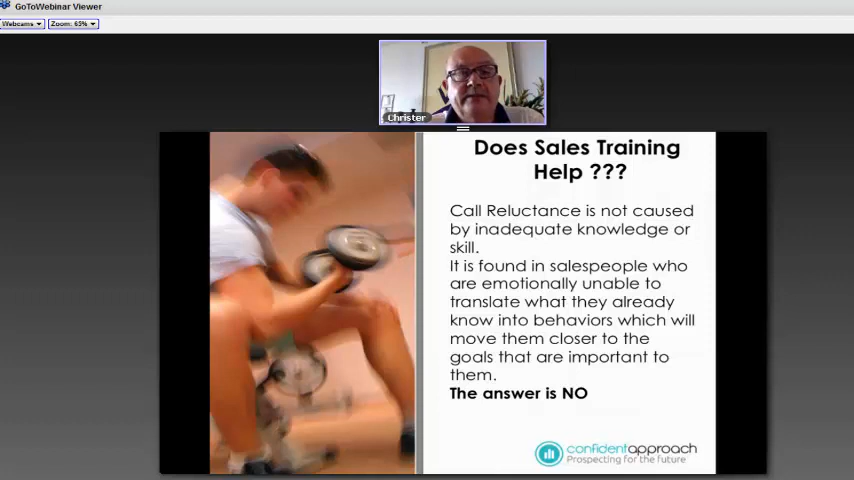 GoToWebinar Viewer
Webcams
Zoom: 65%
Christer
Does Sales Training
Help ???
Call Reluctance is not caused
by inadequate knowledge or
skill.
It is found in salespeople who
are emotionally unable to
translate what they already
know into behaviors which will
move them closer to the
goals that are important to
them.
The answer is NO
confidentapproach
Prospecting for the future